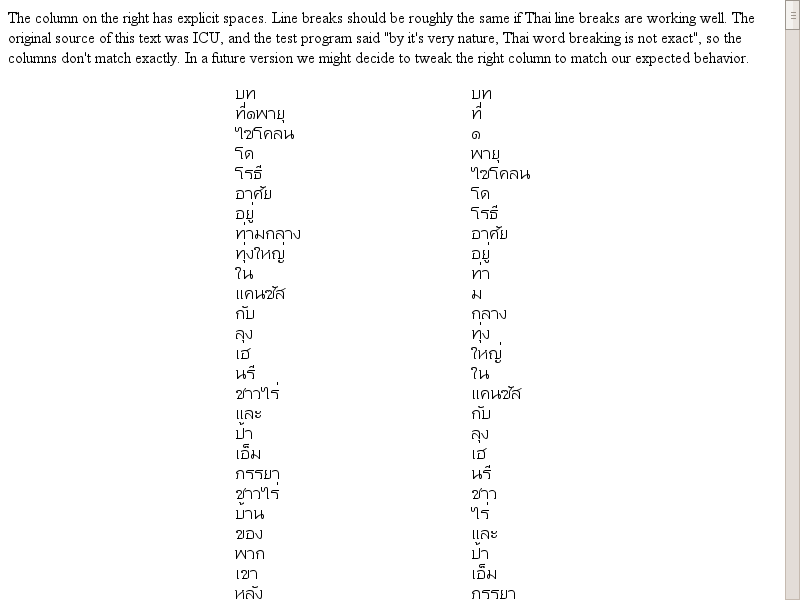 The column on the right has explicit spaces. Line breaks should be roughly the same if Thai line breaks are working well. The
original source of this text was ICU, and the test program said "by it's very nature, Thai word breaking is not exact", so the
columns don't match exactly. In a future version we might decide to tweak the right column to match our expected behavior.
บท
ที่๑พายุ
ไซโคลน
โด
โรธี
อาศัย
อยู่
ท่ามกลาง
ทุ่งใหญ่
ใน
แคนซัส
กับ
ลุง
เฮ
นรี
ชาวไร่
และ
ป้า
เอ็ม
ภรรยา
ชาวไร่
บ้าน
ของ
พวก
เขา
หลัง
บท
ที่
๑
พายุ
ไซโคลน
โด
โรธี
อาศัย
อยู่
ท่า
ม
กลาง
ทุ่ง
ใหญ่
ใน
แคนซัส
กับ
ลุง
เฮ
นรี
ชาว
ไร่
และ
ป้า
เอ็ม
ภรรยา